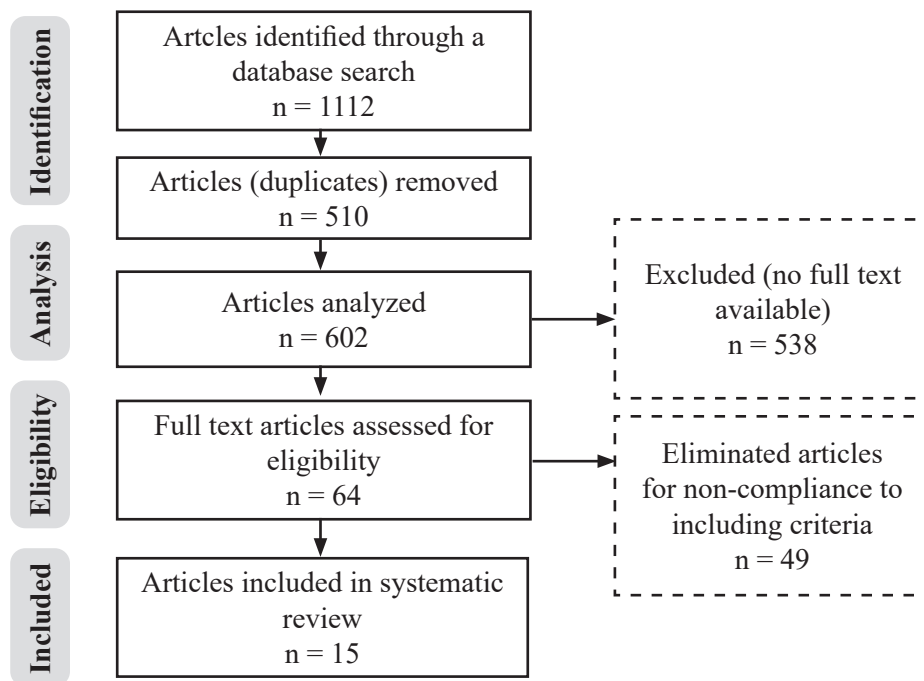 Identification
Artcles identified through a
database search
n = 1112
Articles (duplicates) removed
n = 510
Analysis
Articles analyzed
n = 602
Excluded (no full text
available)
n = 538
Eligibility
Full text articles assessed for
eligibility
n = 64
Eliminated articles
for non-compliance to
including criteria
n = 49
Included
Articles included in systematic
review
n = 15